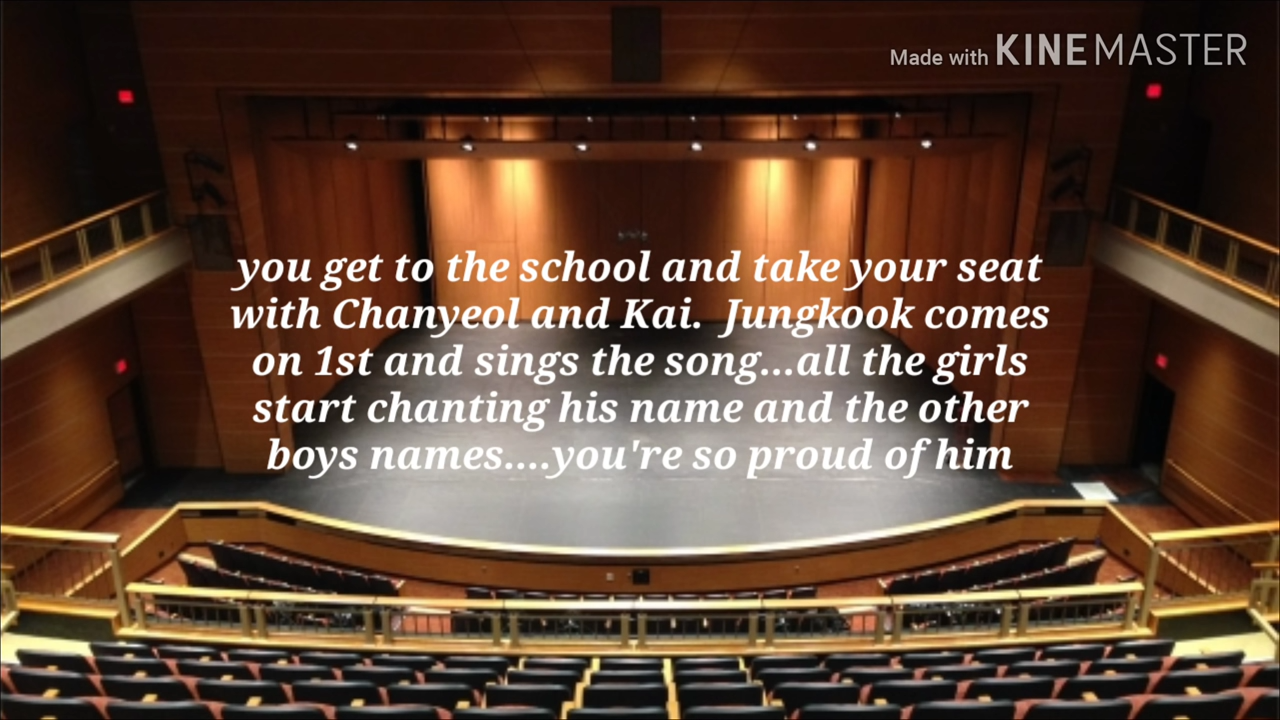 Made with KINEMASTER
you get to the school and take your seat
with Chanyeol and Kai.  Jungkook comes
on 1st and sings the song...all the girls
start chanting his name and the other
boys names....you're so proud of him